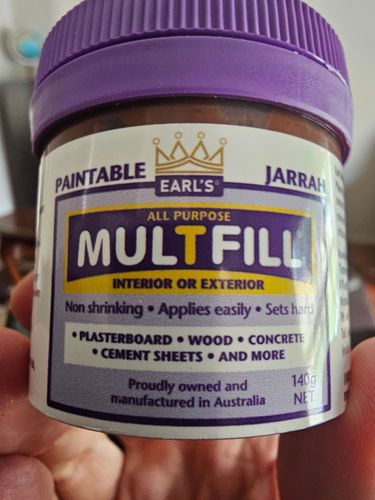 PAINTABLE
EARL'S®
JARRAH
ALL PURPOSE
MULTFILL
INTERIOR OR EXTERIOR
Non shrinking • Applies easily • Sets hard
• PLASTERBOARD • WOOD • CONCRETE
• CEMENT SHEETS • AND MORE
Proudly owned and
manufactured in Australia
140g
NET